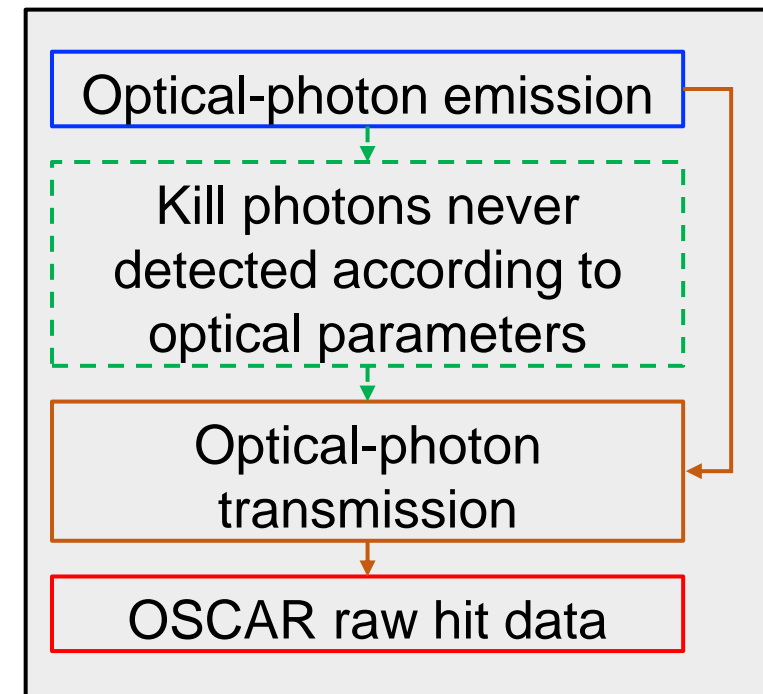 Optical-photon emission
Kill photons never
detected according to
optical parameters
Optical-photon
transmission
OSCAR raw hit data